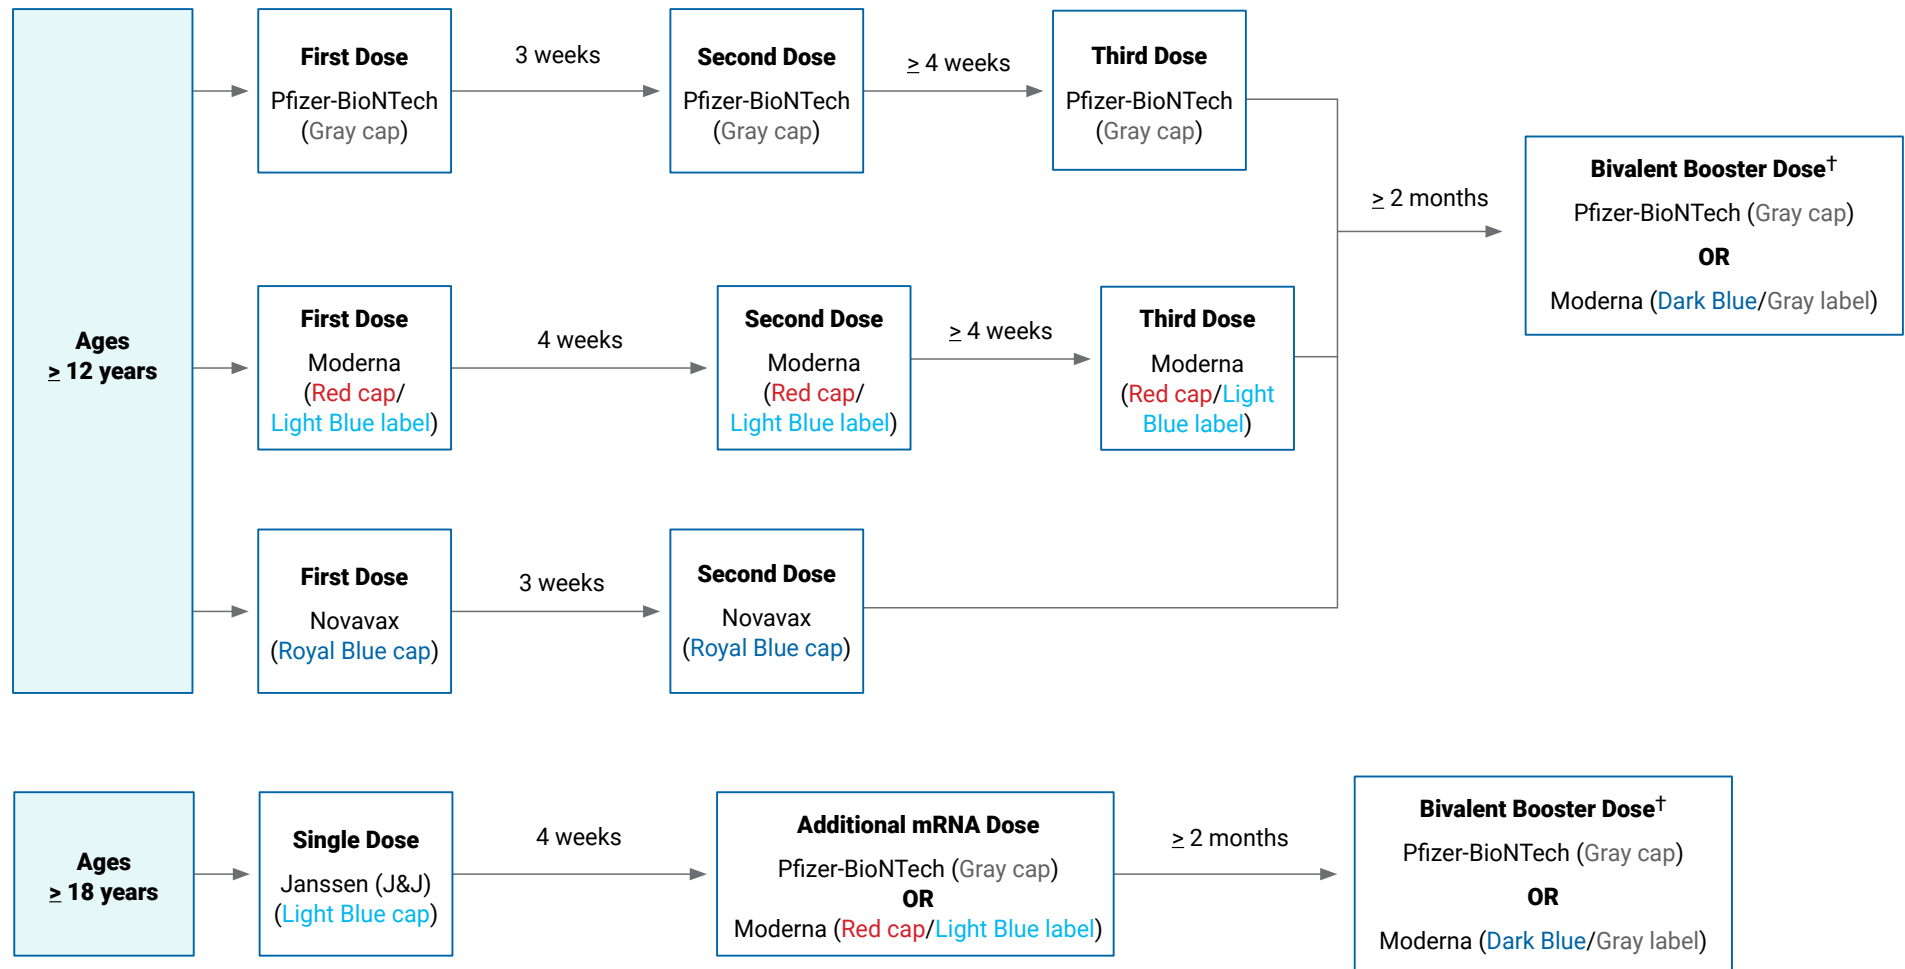 Ages
≥ 12 years
First Dose
Pfizer-BioNTech
(Gray cap)
3 weeks
Second Dose
Pfizer-BioNTech
(Gray cap)
≥ 4 weeks
Third Dose
Pfizer-BioNTech
(Gray cap)
First Dose
Moderna
(Red cap/
Light Blue label)
4 weeks
Second Dose
Moderna
(Red cap/
Light Blue label)
≥ 4 weeks
Third Dose
Moderna
(Red cap/Light
Blue label)
First Dose
Novavax
(Royal Blue cap)
3 weeks
Second Dose
Novavax
(Royal Blue cap)
≥ 2 months
Bivalent Booster Dose†
Pfizer-BioNTech (Gray cap)
OR
Moderna (Dark Blue/Gray label)
Ages
≥ 18 years
Single Dose
Janssen (J&J)
(Light Blue cap)
4 weeks
Additional mRNA Dose
Pfizer-BioNTech (Gray cap)
OR
Moderna (Red cap/Light Blue label)
≥ 2 months
Bivalent Booster Dose†
Pfizer-BioNTech (Gray cap)
OR
Moderna (Dark Blue/Gray label)